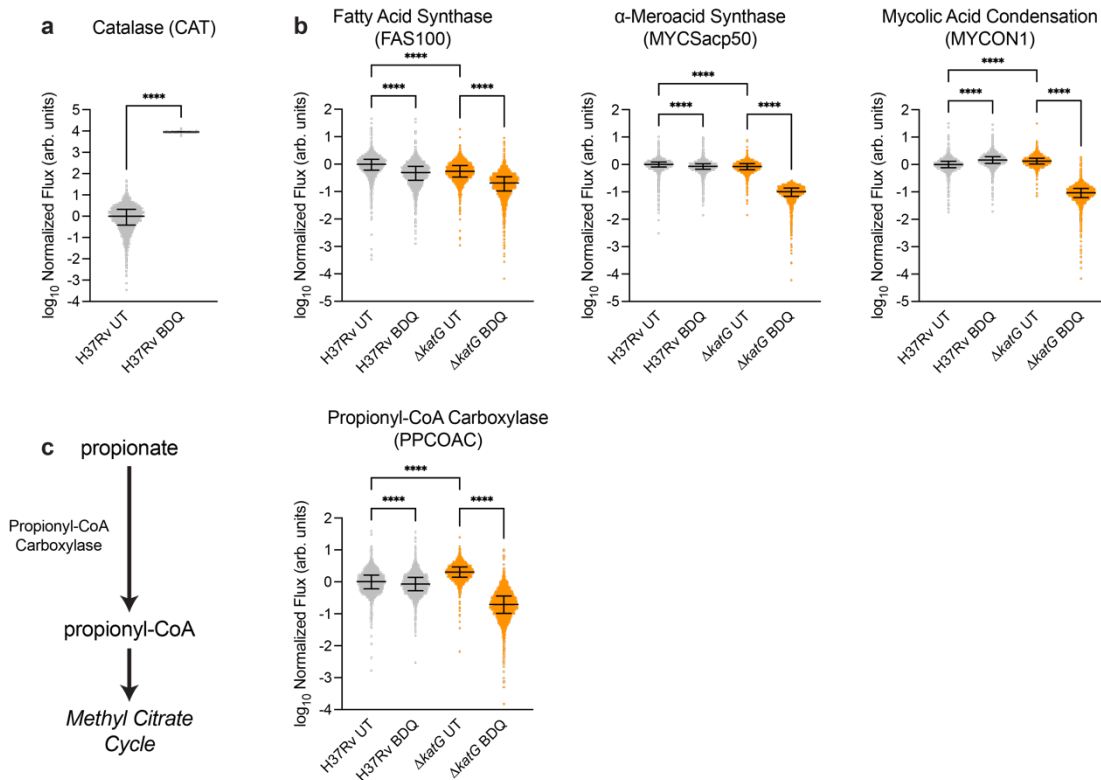 a
Catalase (CAT)
****
log10 Normalized Flux (arb. units)
5
4
3
2
1
0
-1
-2
-3
-4
H37Rv UT
H37Rv BDQ
b
Fatty Acid Synthase
(FAS100)
****
**** ****
log10 Normalized Flux (arb. units)
2
1
0
-1
-2
-3
-4
-5
H37Rv UT
H37Rv BDQ
ΔkatG UT
ΔkatG BDQ
α-Meroacid Synthase
(MYCSacp50)
****
**** ****
log10 Normalized Flux (arb. units)
2
1
0
-1
-2
-3
-4
-5
H37Rv UT
H37Rv BDQ
ΔkatG UT
ΔkatG BDQ
Mycolic Acid Condensation
(MYCON1)
****
**** ****
log10 Normalized Flux (arb. units)
2
1
0
-1
-2
-3
-4
-5
H37Rv UT
H37Rv BDQ
ΔkatG UT
ΔkatG BDQ
c
propionate
Propionyl-CoA
Carboxylase
propionyl-CoA
Methyl Citrate
Cycle
Propionyl-CoA Carboxylase
(PPCOAC)
****
**** ****
log10 Normalized Flux (arb. units)
2
1
0
-1
-2
-3
-4
H37Rv UT
H37Rv BDQ
ΔkatG UT
ΔkatG BDQ